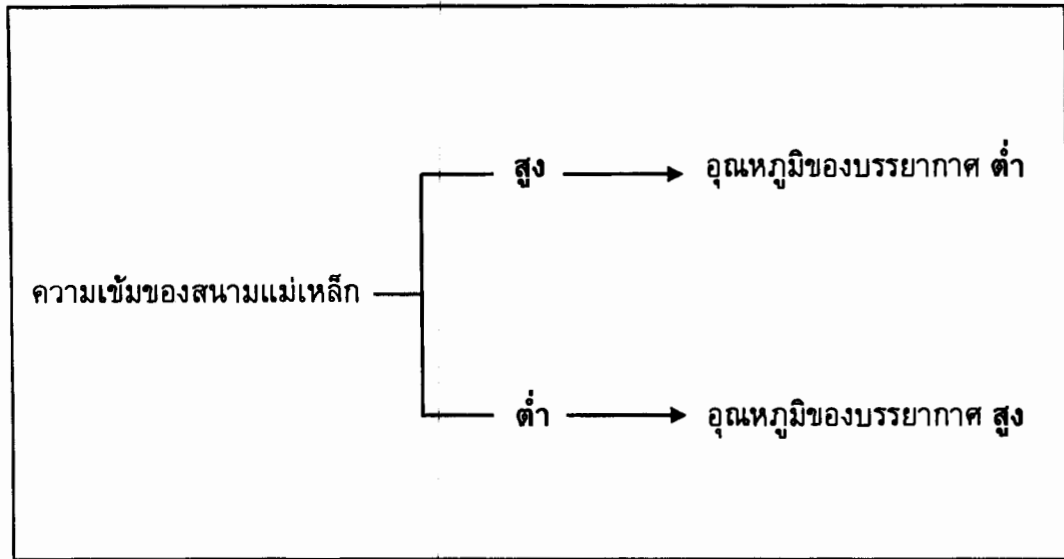 สูง อุณหภูมิของบรรยากาศ ต่ำ
ความเข้มของสนามแม่เหล็ก
ต่ำ อุณหภูมิของบรรยากาศ สูง